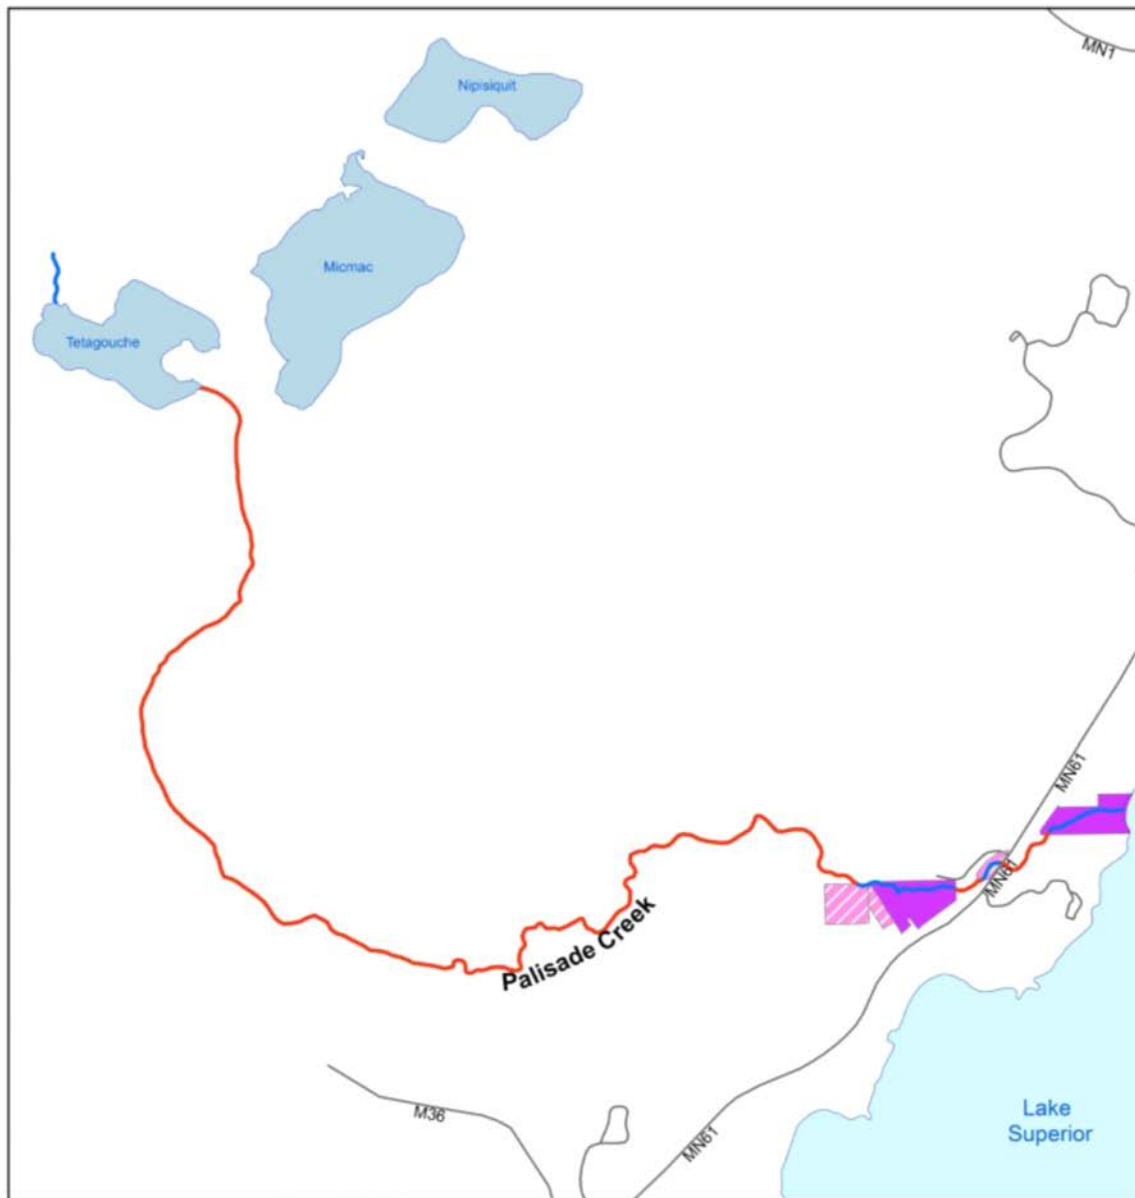 MN1
Nipisiquit
Micmac
Tetagouche
MN61
MN61
Palisade Creek
M36
MN61
Lake
Superior